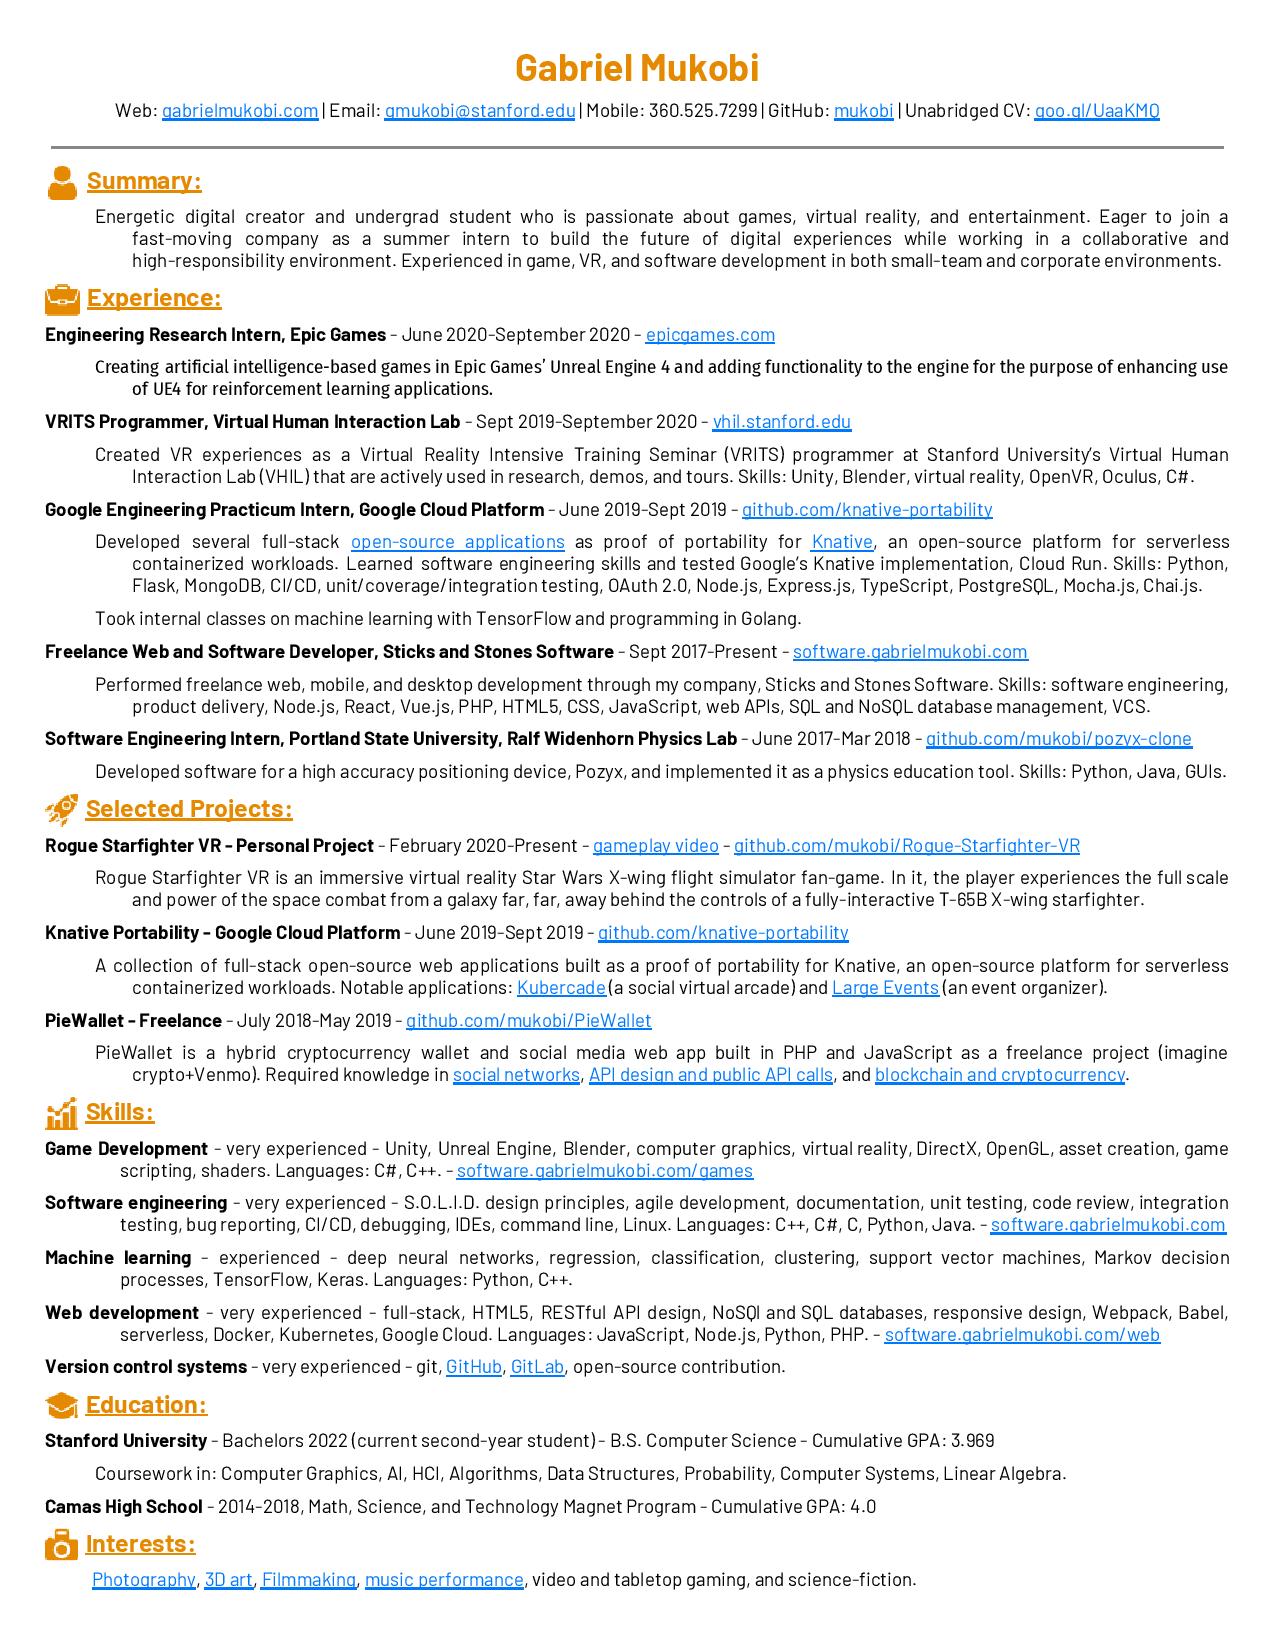 Gabriel Mukobi
Web: gabrielmukobi.com | Email: gmukobi@stanford.edu | Mobile: 360.525.7299 | GitHub: mukobi | Unabridged CV: goo.gl/UaaKMQ
Summary:
Energetic digital creator and undergrad student who is passionate about games, virtual reality, and entertainment. Eager to join a
fast-moving company as a summer intern to build the future of digital experiences while working in a collaborative and
high-responsibility environment. Experienced in game, VR, and software development in both small-team and corporate environments.
Experience:
Engineering Research Intern, Epic Games - June 2020-September 2020 - epicgames.com
Creating artificial intelligence-based games in Epic Games’ Unreal Engine 4 and adding functionality to the engine for the purpose of enhancing use
of UE4 for reinforcement learning applications.
VRITS Programmer, Virtual Human Interaction Lab - Sept 2019-September 2020 - vhil.stanford.edu
Created VR experiences as a Virtual Reality Intensive Training Seminar (VRITS) programmer at Stanford University’s Virtual Human
Interaction Lab (VHIL) that are actively used in research, demos, and tours. Skills: Unity, Blender, virtual reality, OpenVR, Oculus, C#.
Google Engineering Practicum Intern, Google Cloud Platform - June 2019-Sept 2019 - github.com/knative-portability
Developed several full-stack open-source applications as proof of portability for Knative, an open-source platform for serverless
containerized workloads. Learned software engineering skills and tested Google’s Knative implementation, Cloud Run. Skills: Python,
Flask, MongoDB, CI/CD, unit/coverage/integration testing, OAuth 2.0, Node.js, Express.js, TypeScript, PostgreSQL, Mocha.js, Chai.js.
Took internal classes on machine learning with TensorFlow and programming in Golang.
Freelance Web and Software Developer, Sticks and Stones Software - Sept 2017-Present - software.gabrielmukobi.com
Performed freelance web, mobile, and desktop development through my company, Sticks and Stones Software. Skills: software engineering,
product delivery, Node.js, React, Vue.js, PHP, HTML5, CSS, JavaScript, web APIs, SQL and NoSQL database management, VCS.
Software Engineering Intern, Portland State University, Ralf Widenhorn Physics Lab - June 2017-Mar 2018 - github.com/mukobi/pozyx-clone
Developed software for a high accuracy positioning device, Pozyx, and implemented it as a physics education tool. Skills: Python, Java, GUIs.
Selected Projects:
Rogue Starfighter VR - Personal Project - February 2020-Present - gameplay video - github.com/mukobi/Rogue-Starfighter-VR
Rogue Starfighter VR is an immersive virtual reality Star Wars X-wing flight simulator fan-game. In it, the player experiences the full scale
and power of the space combat from a galaxy far, far, away behind the controls of a fully-interactive T-65B X-wing starfighter.
Knative Portability - Google Cloud Platform - June 2019-Sept 2019 - github.com/knative-portability
A collection of full-stack open-source web applications built as a proof of portability for Knative, an open-source platform for serverless
containerized workloads. Notable applications: Kubercade (a social virtual arcade) and Large Events (an event organizer).
PieWallet - Freelance - July 2018-May 2019 - github.com/mukobi/PieWallet
PieWallet is a hybrid cryptocurrency wallet and social media web app built in PHP and JavaScript as a freelance project (imagine
crypto+Venmo). Required knowledge in social networks, API design and public API calls, and blockchain and cryptocurrency.
Skills:
Game Development - very experienced - Unity, Unreal Engine, Blender, computer graphics, virtual reality, DirectX, OpenGL, asset creation, game
scripting, shaders. Languages: C#, C++. - software.gabrielmukobi.com/games
Software engineering - very experienced - S.O.L.I.D. design principles, agile development, documentation, unit testing, code review, integration
testing, bug reporting, CI/CD, debugging, IDEs, command line, Linux. Languages: C++, C#, C, Python, Java. - software.gabrielmukobi.com
Machine learning - experienced - deep neural networks, regression, classification, clustering, support vector machines, Markov decision
processes, TensorFlow, Keras. Languages: Python, C++.
Web development - very experienced - full-stack, HTML5, RESTful API design, NoSQl and SQL databases, responsive design, Webpack, Babel,
serverless, Docker, Kubernetes, Google Cloud. Languages: JavaScript, Node.js, Python, PHP. - software.gabrielmukobi.com/web
Version control systems - very experienced - git, GitHub, GitLab, open-source contribution.
Education:
Stanford University - Bachelors 2022 (current second-year student) - B.S. Computer Science - Cumulative GPA: 3.969
Coursework in: Computer Graphics, AI, HCI, Algorithms, Data Structures, Probability, Computer Systems, Linear Algebra.
Camas High School - 2014-2018, Math, Science, and Technology Magnet Program - Cumulative GPA: 4.0
Interests:
Photography, 3D art, Filmmaking, music performance, video and tabletop gaming, and science-fiction.